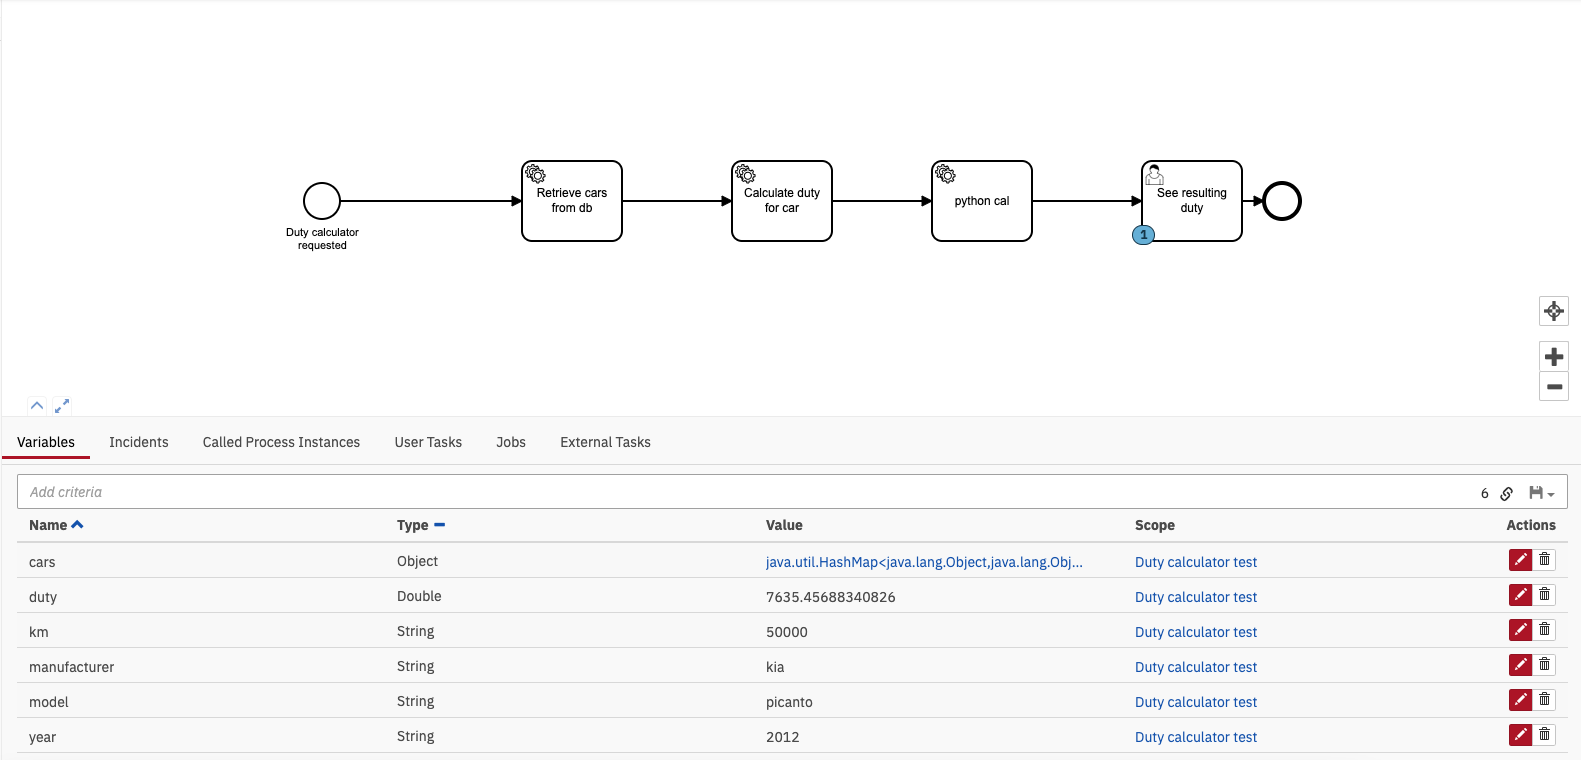 Duty calculator
requested
Retrieve cars
from db
Calculate duty
for car
python cal
See resulting
duty
1
Variables Incidents Called Process Instances User Tasks Jobs External Tasks
Add criteria 6
Name Type Value Scope Actions
cars Object java.util.HashMap<java.lang.Object,java.lang.Obj... Duty calculator test
duty Double 7635.45688340826 Duty calculator test
km String 50000 Duty calculator test
manufacturer String kia Duty calculator test
model String picanto Duty calculator test
year String 2012 Duty calculator test